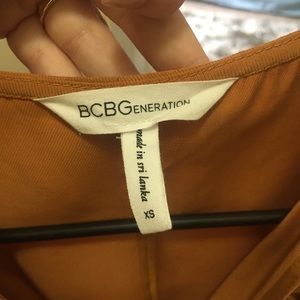 BCBGENERATION
made in sri lanka
XS